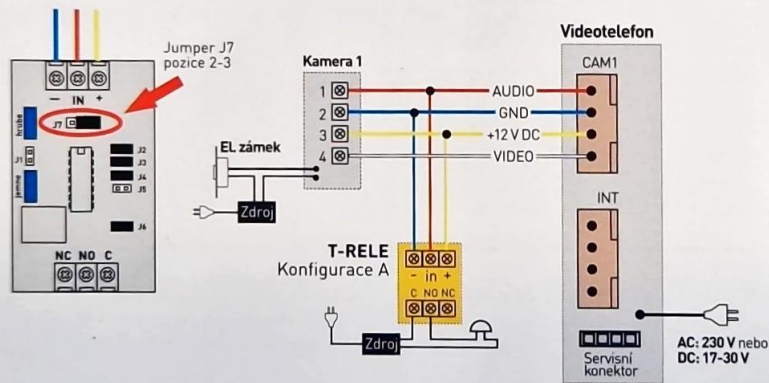 Jumper J7
pozice 2-3
− IN +
hrube
J7
J1
jemne
J2
J3
J4
J5
J6
NC NO C
Kamera 1
1
2
3
4
EL zámek
Zdroj
AUDIO
GND
+12 V DC
VIDEO
Videotelefon
CAM1
INT
T-RELE
Konfigurace A
- in +
C NO NC
Zdroj
Servisní
konektor
AC: 230 V nebo
DC: 17-30 V